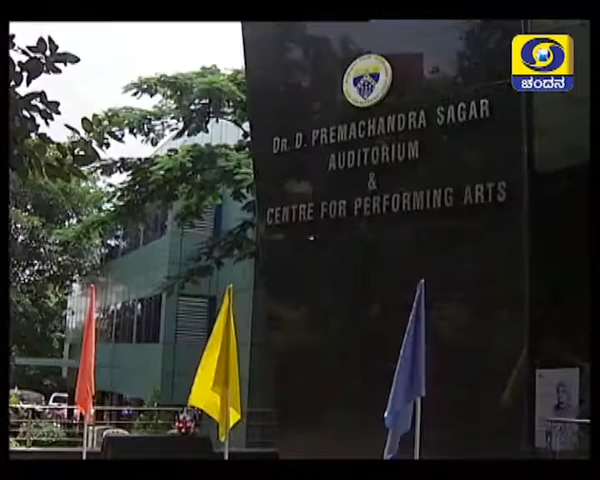 ಚಂದನ
DR. D. PREMACHANDRA SAGAR
AUDITORIUM
&
CENTRE FOR PERFORMING ARTS